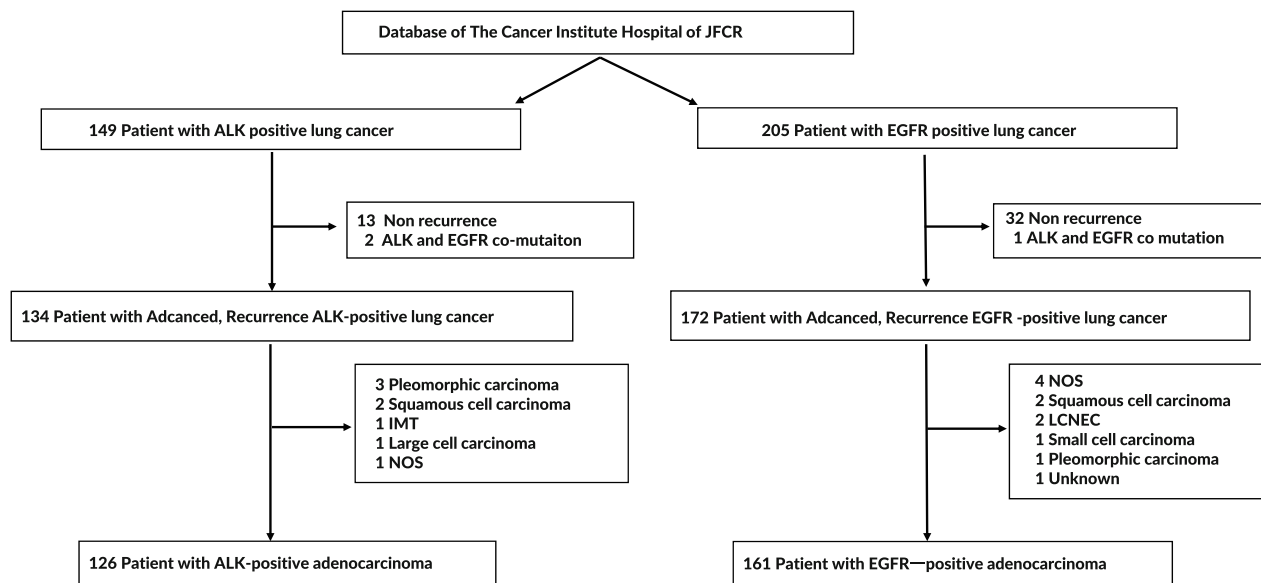 Database of The Cancer Institute Hospital of JFCR
149 Patient with ALK positive lung cancer
205 Patient with EGFR positive lung cancer
13 Non recurrence
2 ALK and EGFR co-mutaiton
32 Non recurrence
1 ALK and EGFR co mutation
134 Patient with Adcanced, Recurrence ALK-positive lung cancer
172 Patient with Adcanced, Recurrence EGFR -positive lung cancer
3 Pleomorphic carcinoma
2 Squamous cell carcinoma
1 IMT
1 Large cell carcinoma
1 NOS
4 NOS
2 Squamous cell carcinoma
2 LCNEC
1 Small cell carcinoma
1 Pleomorphic carcinoma
1 Unknown
126 Patient with ALK-positive adenocarcinoma
161 Patient with EGFR—positive adenocarcinoma